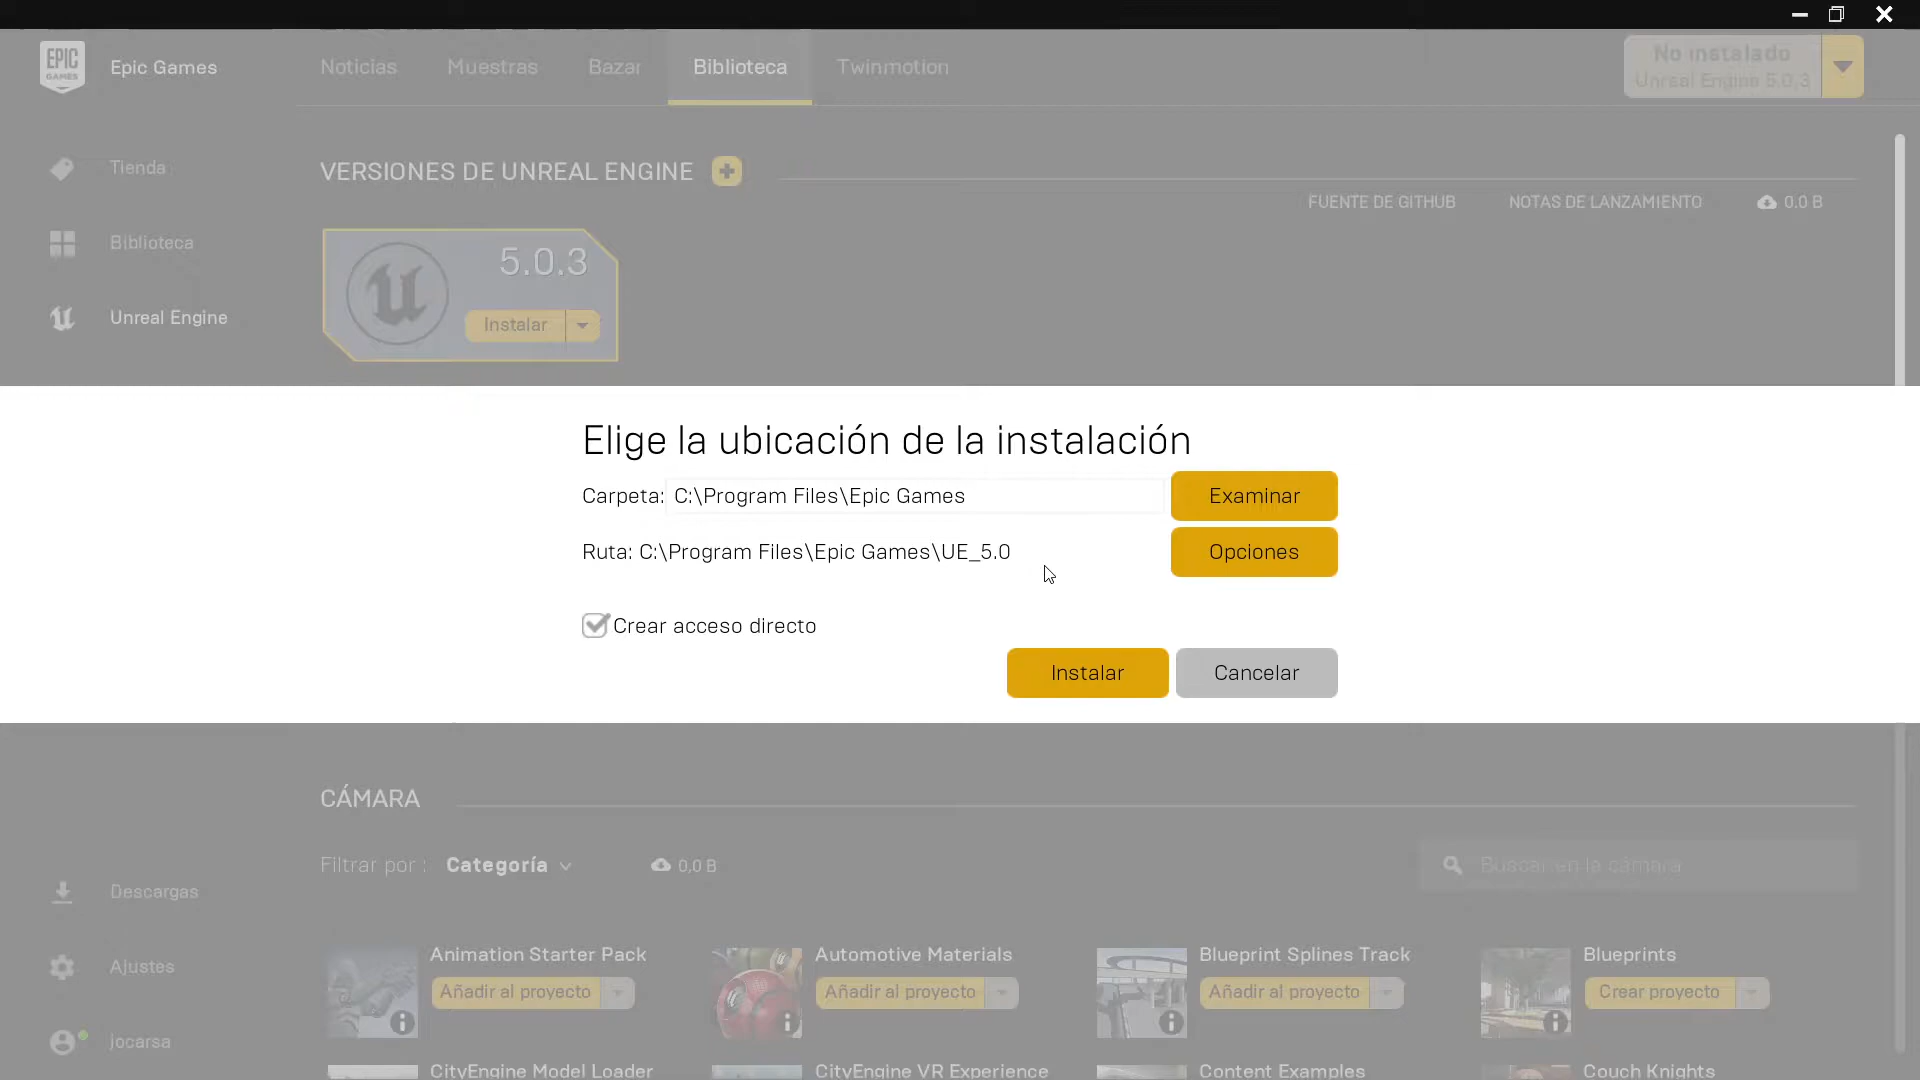 EPIC
GAMES
Epic Games
Noticias
Muestras
Bazar
Biblioteca
Twinmotion
No instalado
Unreal Engine 5.0.3
Tienda
Biblioteca
Unreal Engine
VERSIONES DE UNREAL ENGINE
FUENTE DE GITHUB
NOTAS DE LANZAMIENTO
0.0 B
5.0.3
Instalar
Elige la ubicación de la instalación
Carpeta: C:\Program Files\Epic Games
Examinar
Ruta: C:\Program Files\Epic Games\UE_5.0
Opciones
Crear acceso directo
Instalar
Cancelar
CÁMARA
Filtrar por :
Categoría
0,0 B
Buscar en la cámara
Descargas
Ajustes
jocarsa
Animation Starter Pack
Añadir al proyecto
Automotive Materials
Añadir al proyecto
Blueprint Splines Track
Añadir al proyecto
Blueprints
Crear proyecto
CityEngine Model Loader
CityEngine VR Experience
Content Examples
Couch Knights